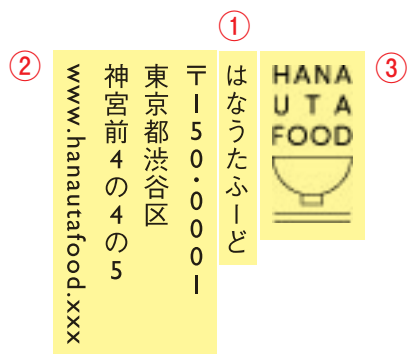 ①
はなうたふーど
②
〒150・0001
東京都渋谷区
神宮前4の4の5
www.hanautafood.xxx
③
HANA
UTA
FOOD